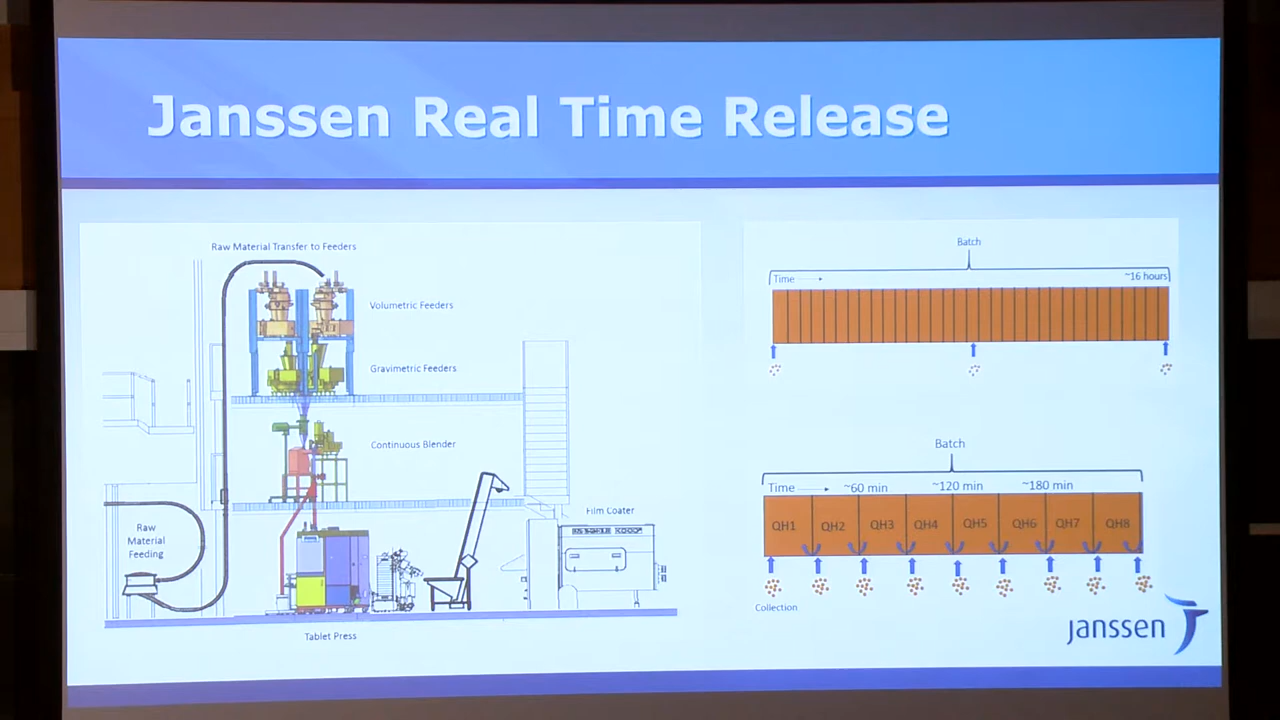 Janssen Real Time Release
Raw Material Transfer to Feeders
Volumetric Feeders
Gravimetric Feeders
Continuous Blender
Raw
Material
Feeding
Film Coater
Tablet Press
Batch
Time
~16 hours
Batch
Time
~60 min
~120 min
~180 min
QH1
QH2
QH3
QH4
QH5
QH6
QH7
QH8
Collection
janssen